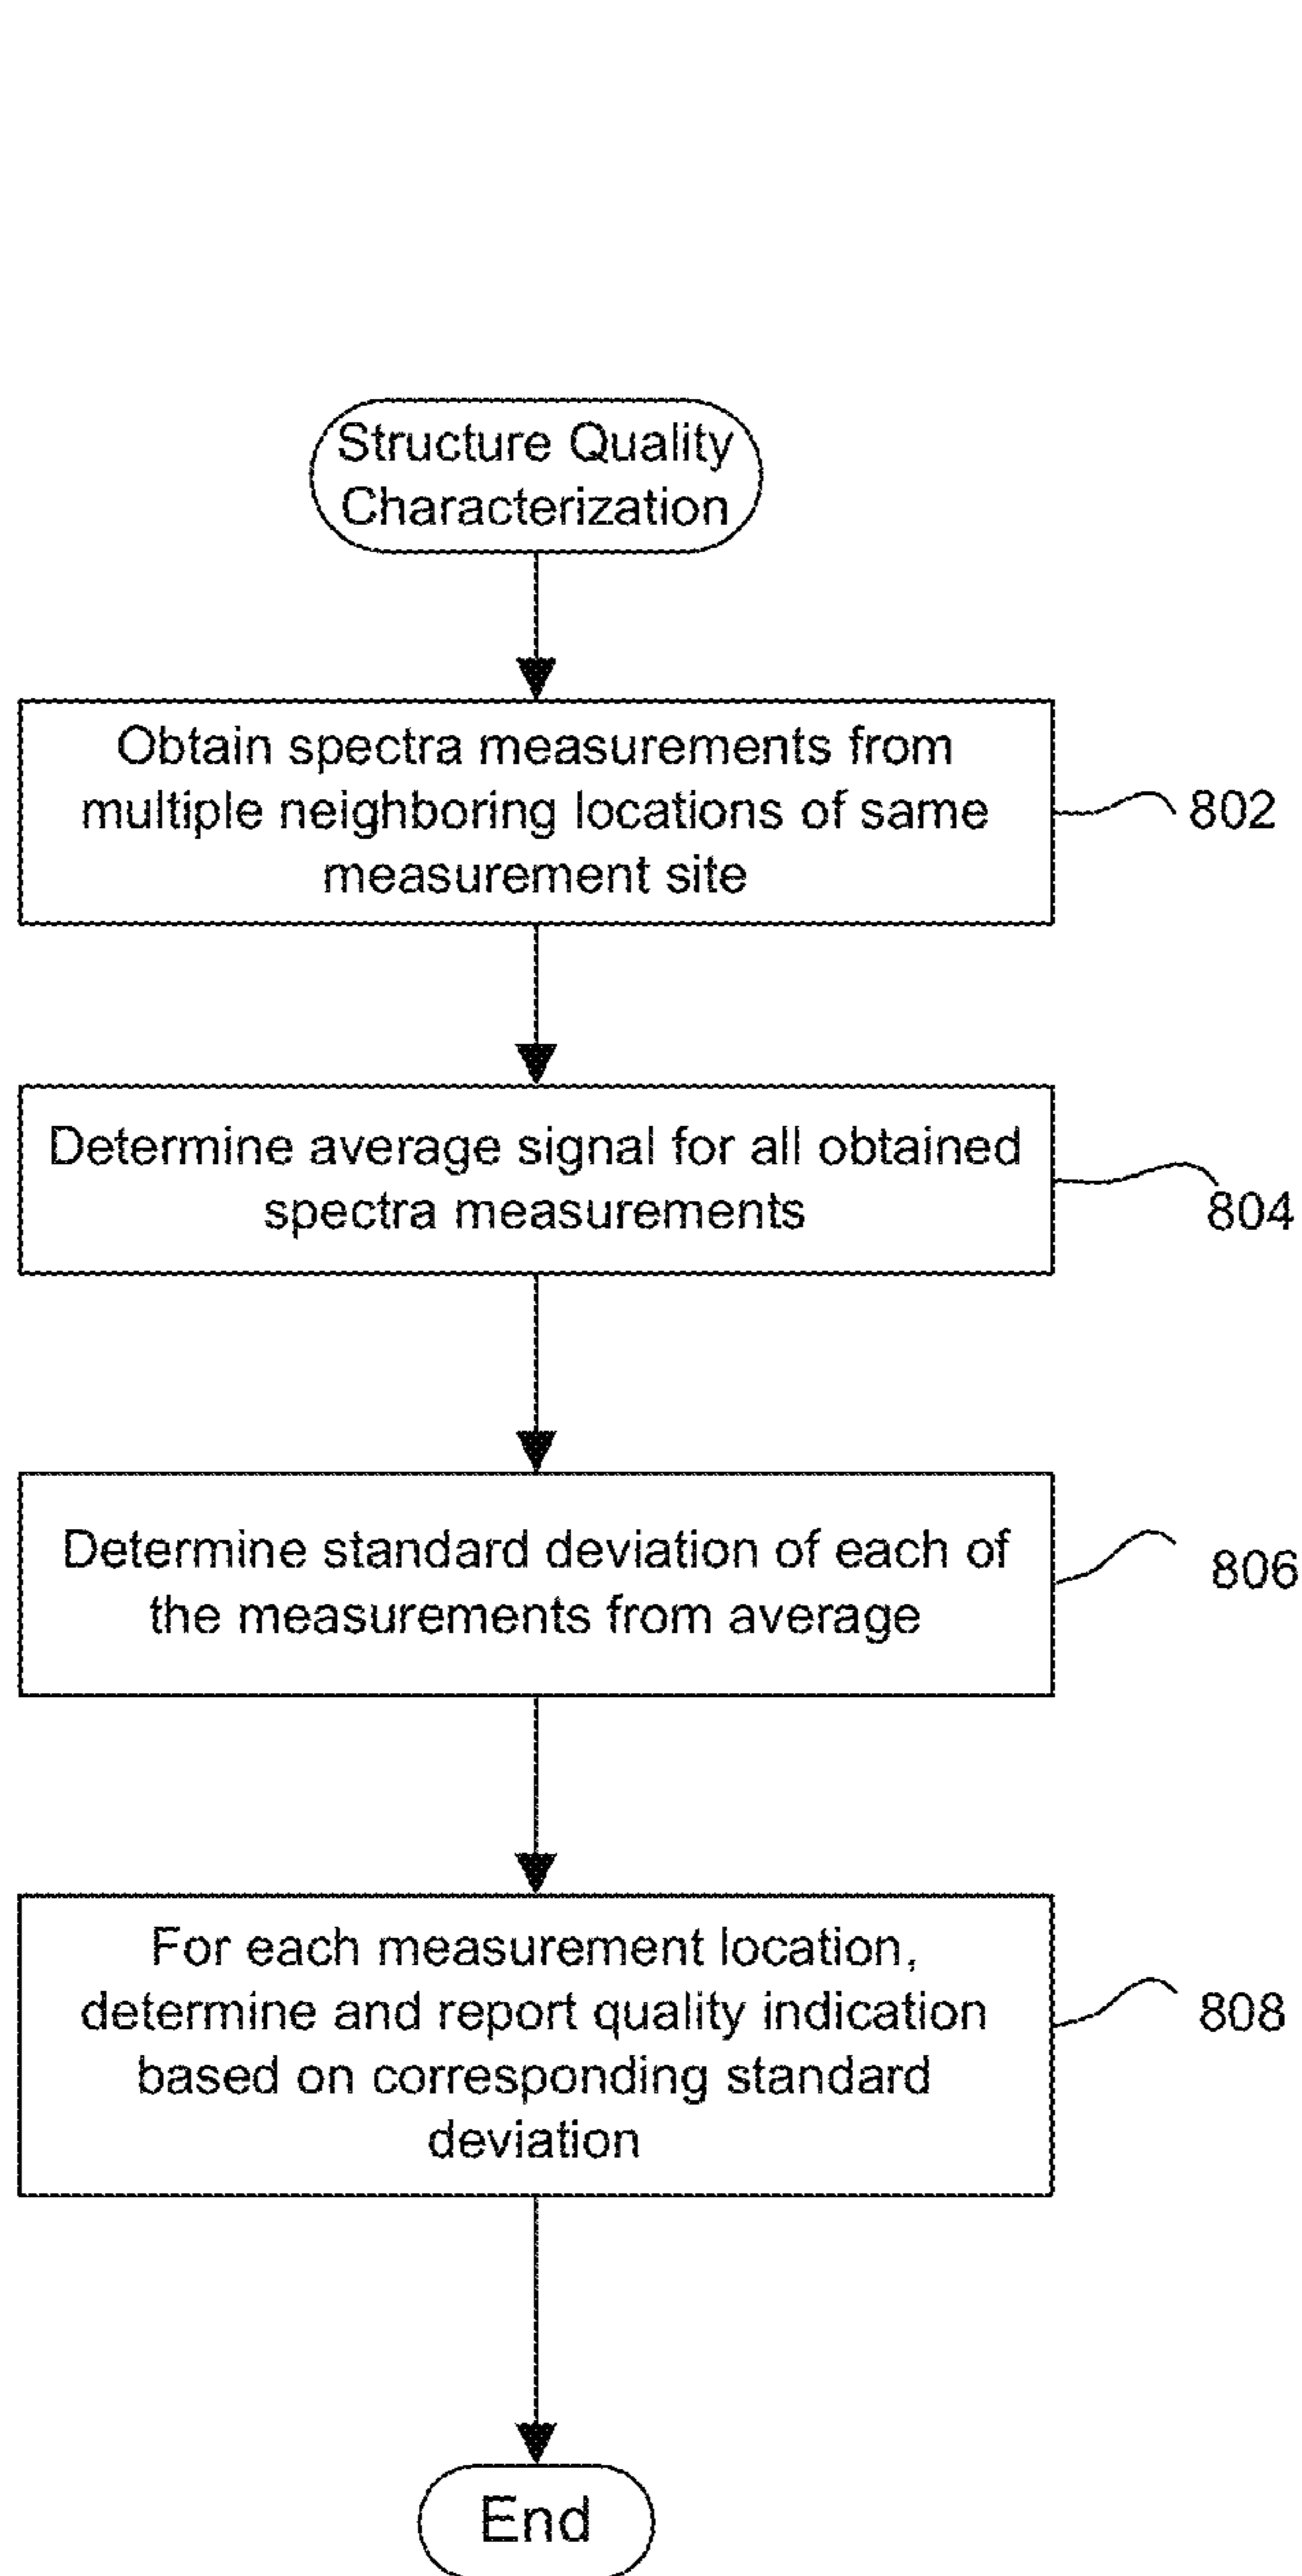 Structure Quality
Characterization
Obtain spectra measurements from
multiple neighboring locations of same
measurement site
802
Determine average signal for all obtained
spectra measurements
804
Determine standard deviation of each of
the measurements from average
806
For each measurement location,
determine and report quality indication
based on corresponding standard
deviation
808
End